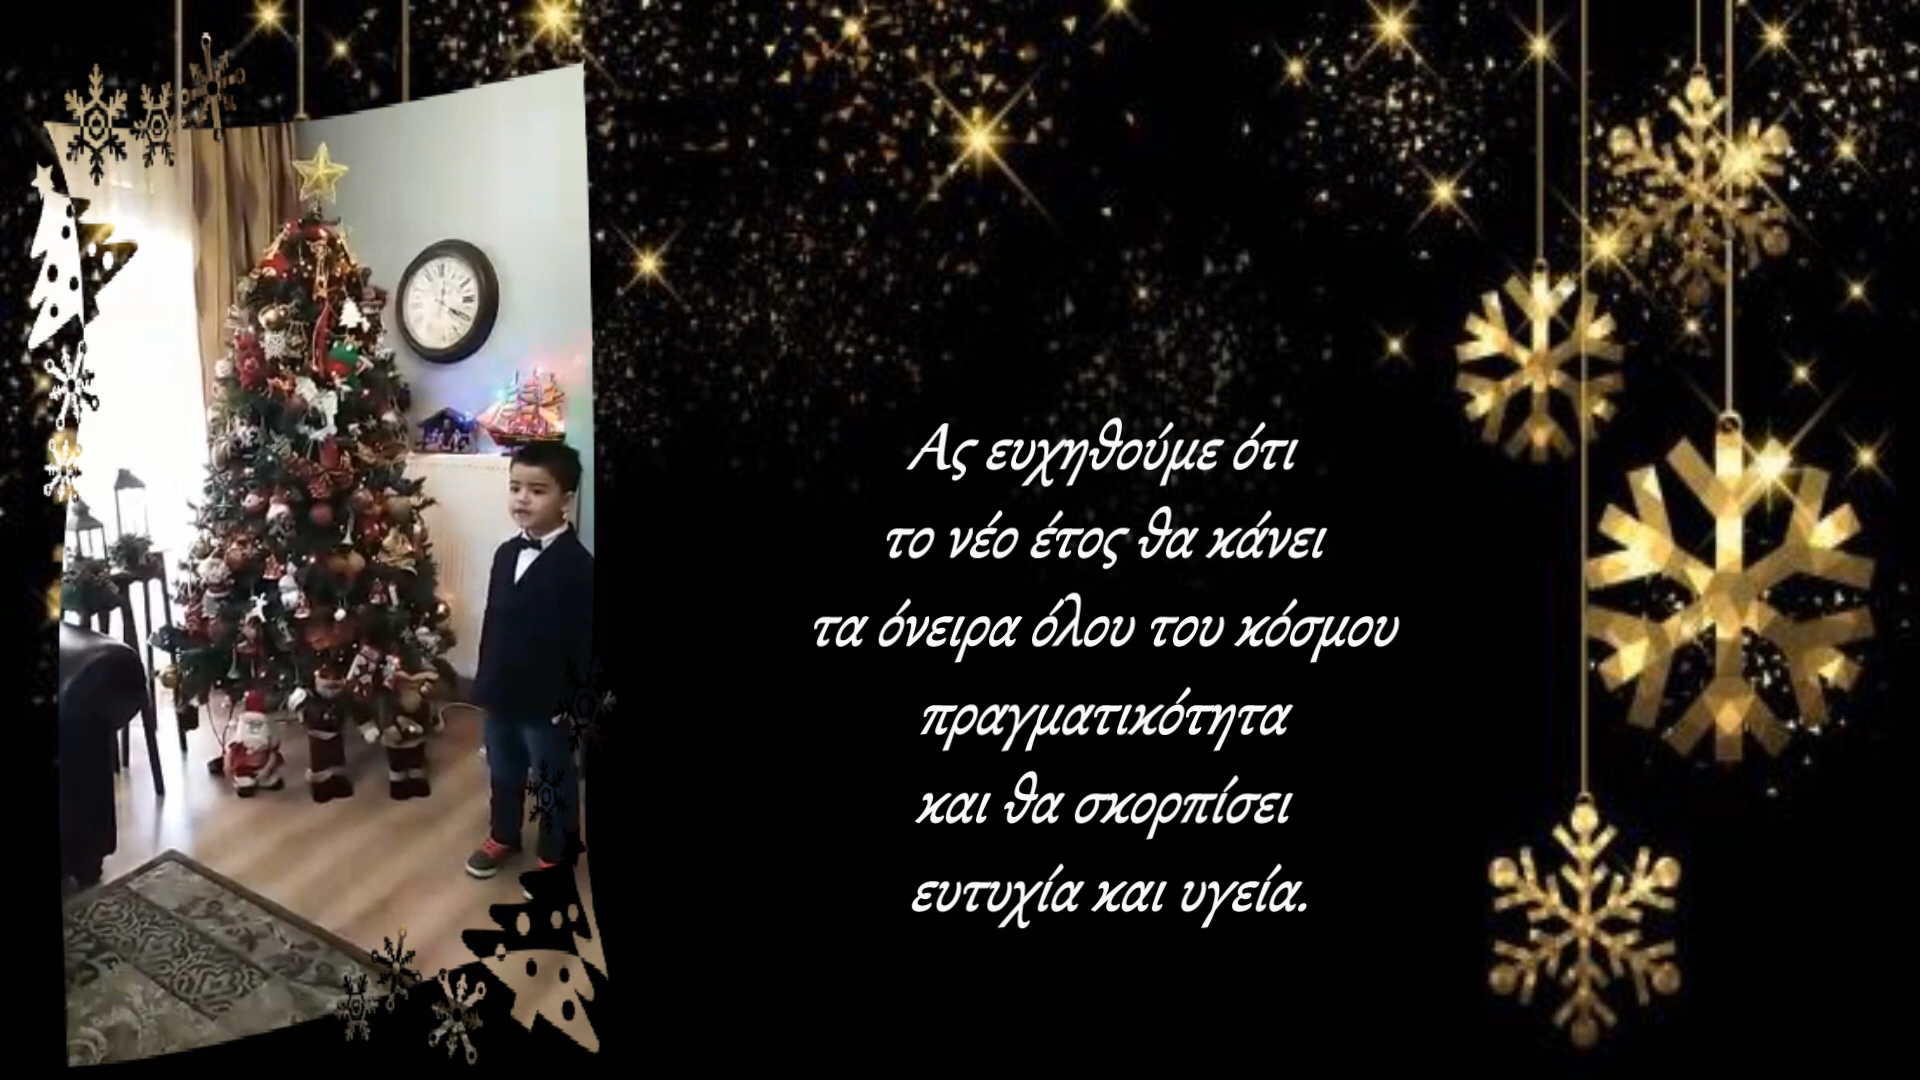 Ας ευχηθούμε ότι
το νέο έτος θα κάνει
τα όνειρα όλου του κόσμου
πραγματικότητα
και θα σκορπίσει
ευτυχία και υγεία.